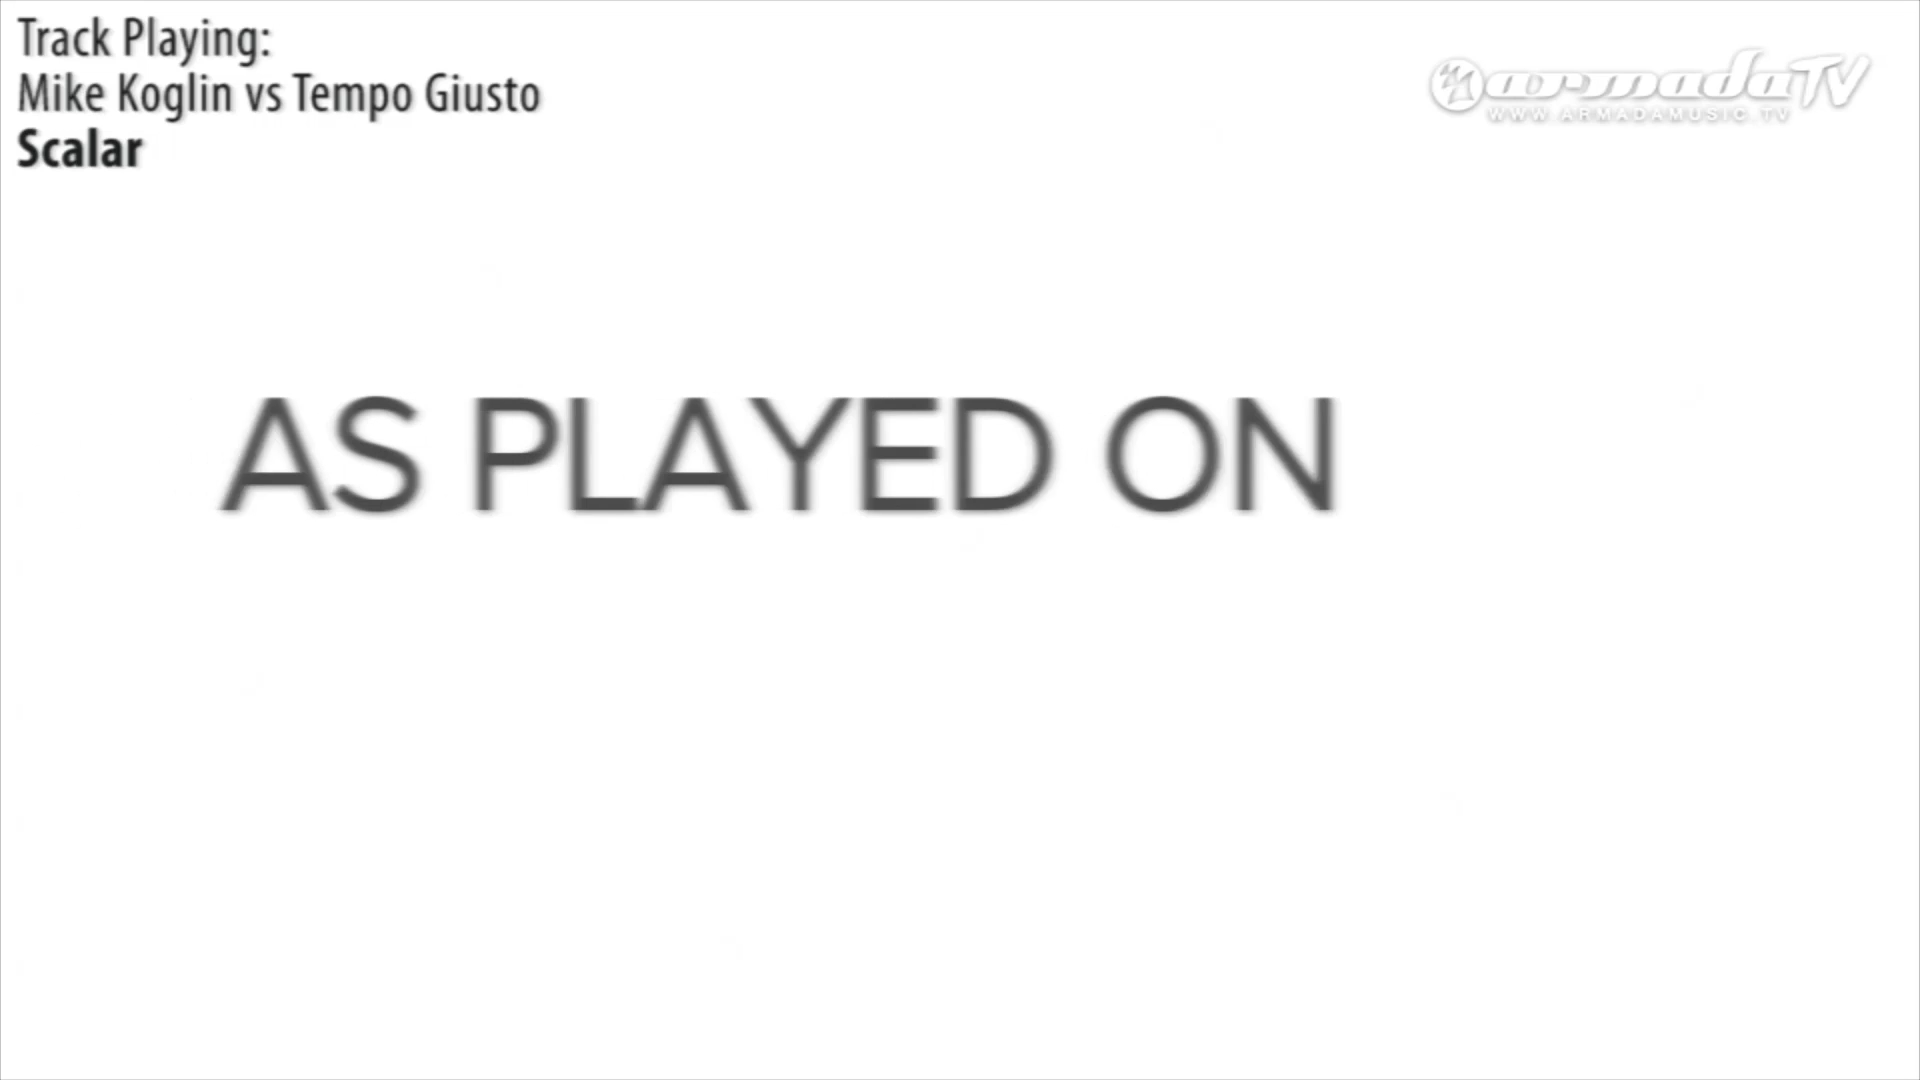 Track Playing:
Mike Koglin vs Tempo Giusto
Scalar
armadaTV
WWW.ARMADAMUSIC.TV
AS PLAYED ON